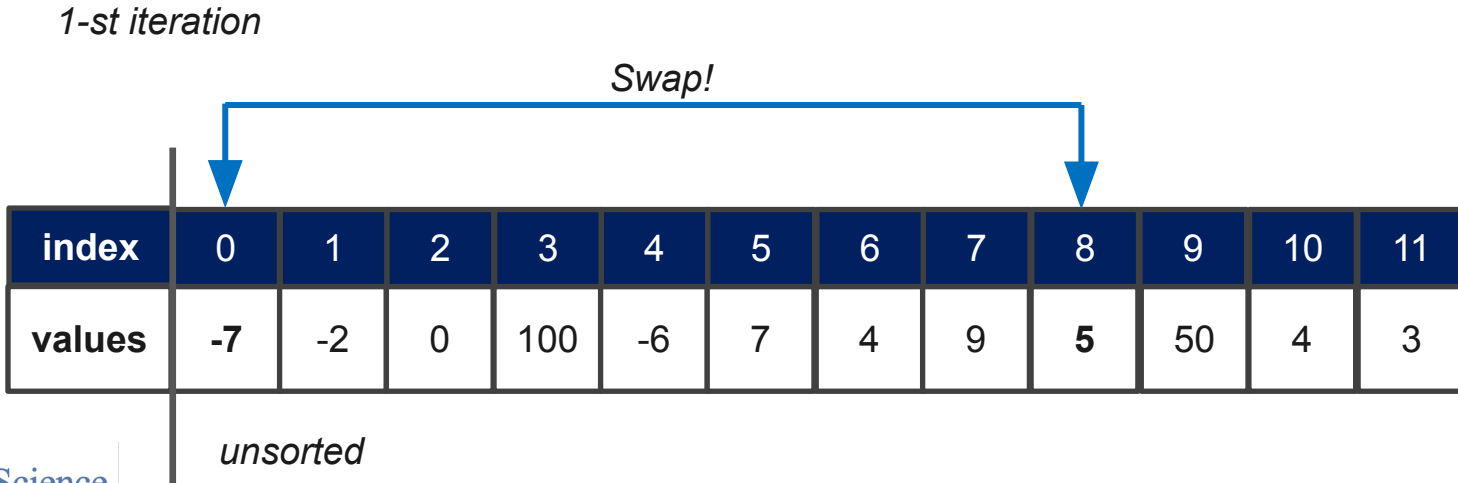 1-st iteration
Swap!
index 0 1 2 3 4 5 6 7 8 9 10 11
values -7 -2 0 100 -6 7 4 9 5 50 4 3
unsorted
Science